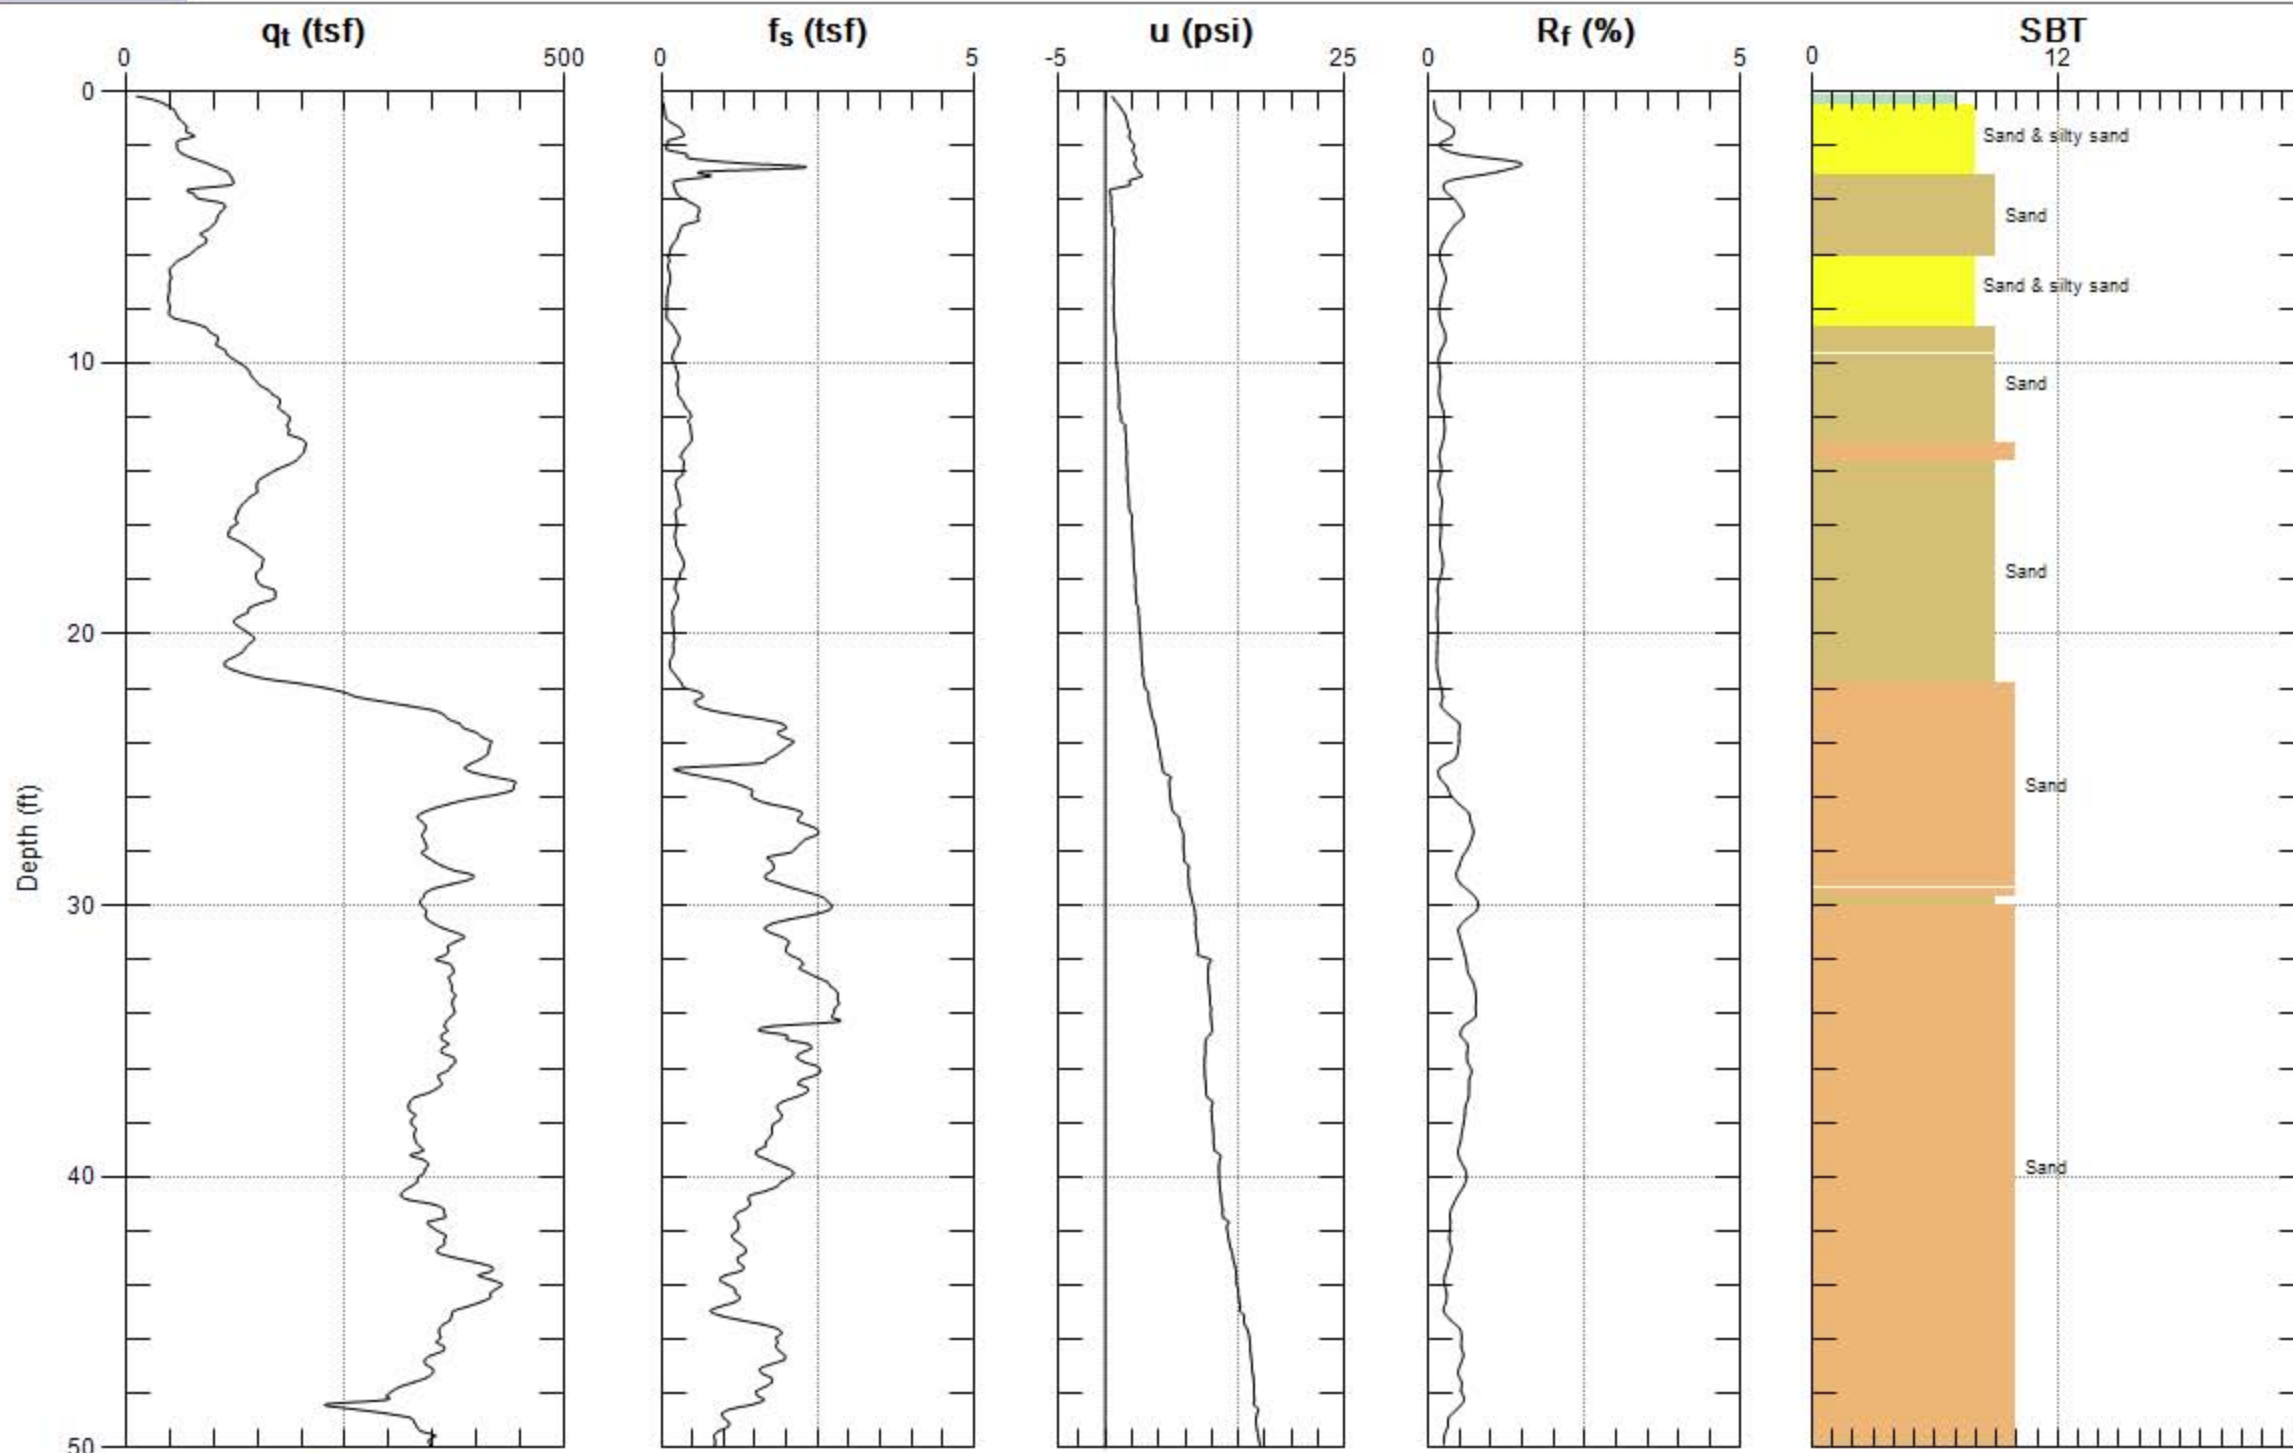 qt (tsf) fs (tsf) u (psi) Rf (%) SBT
0 500 0 5 -5 25 0 5 0 12
0
Sand & silty sand
Sand
Sand & silty sand
10
Sand
Sand
20
Sand
Depth (ft)
30
Sand
40
50